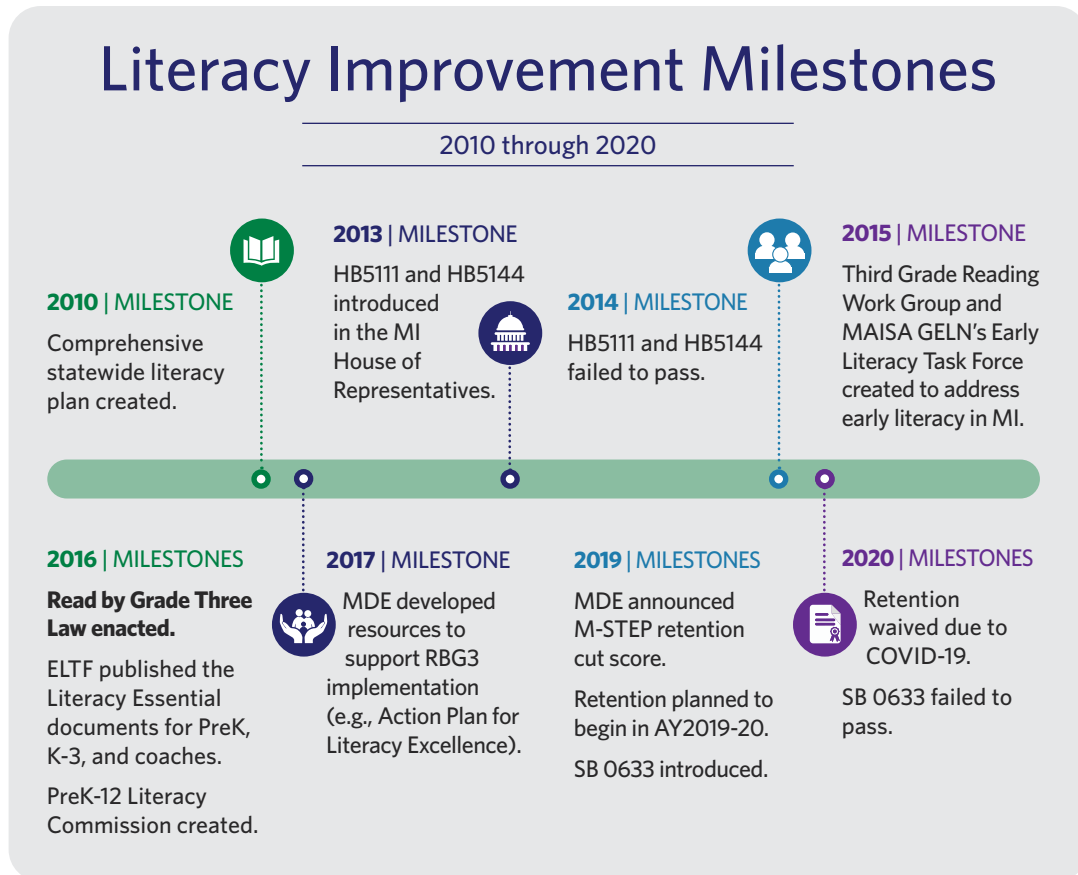 Literacy Improvement Milestones
2010 through 2020
2010 | MILESTONE
Comprehensive
statewide literacy
plan created.
2013 | MILESTONE
HB5111 and HB5144
introduced
in the MI
House of
Representatives.
2014 | MILESTONE
HB5111 and HB5144
failed to pass.
2015 | MILESTONE
Third Grade Reading
Work Group and
MAISA GELN's Early
Literacy Task Force
created to address
early literacy in MI.
2016 | MILESTONES
Read by Grade Three
Law enacted.
ELTF published the
Literacy Essential
documents for PreK,
K-3, and coaches.
PreK-12 Literacy
Commission created.
2017 | MILESTONE
MDE developed
resources to
support RBG3
implementation
(e.g., Action Plan for
Literacy Excellence).
2019 | MILESTONES
MDE announced
M-STEP retention
cut score.
Retention planned to
begin in AY2019-20.
SB 0633 introduced.
2020 | MILESTONES
Retention
waived due to
COVID-19.
SB 0633 failed to
pass.